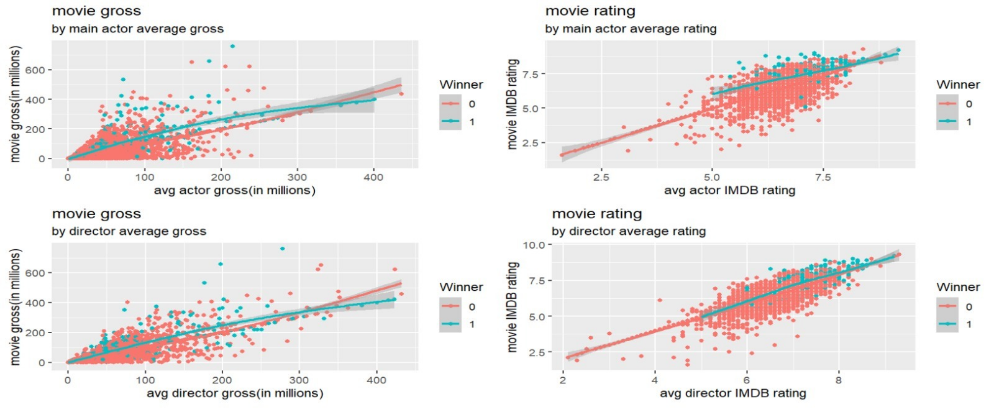 movie gross
by main actor average gross
movie gross(in millions)
600
400
200
0
0 100 200 300 400
avg actor gross(in millions)
Winner
0
1
movie rating
by main actor average rating
movie IMDB rating
7.5
5.0
2.5
2.5 5.0 7.5
avg actor IMDB rating
Winner
0
1
movie gross
by director average gross
movie gross(in millions)
600
400
200
0
0 100 200 300 400
avg director gross(in millions)
Winner
0
1
movie rating
by director average rating
movie IMDB rating
10.0
7.5
5.0
2.5
2 4 6 8
avg director IMDB rating
Winner
0
1